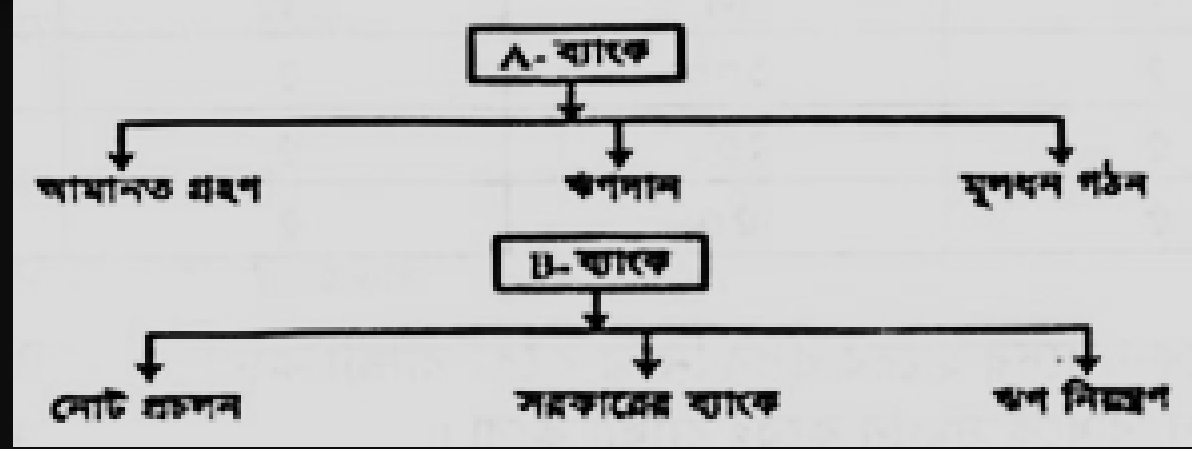 A- ব্যাংক
আমানত গ্রহণ ঋণদান মূলধন গঠন
B- ব্যাংক
নোট প্রচলন সরকারের ব্যাংক ঋণ নিয়ন্ত্রণ